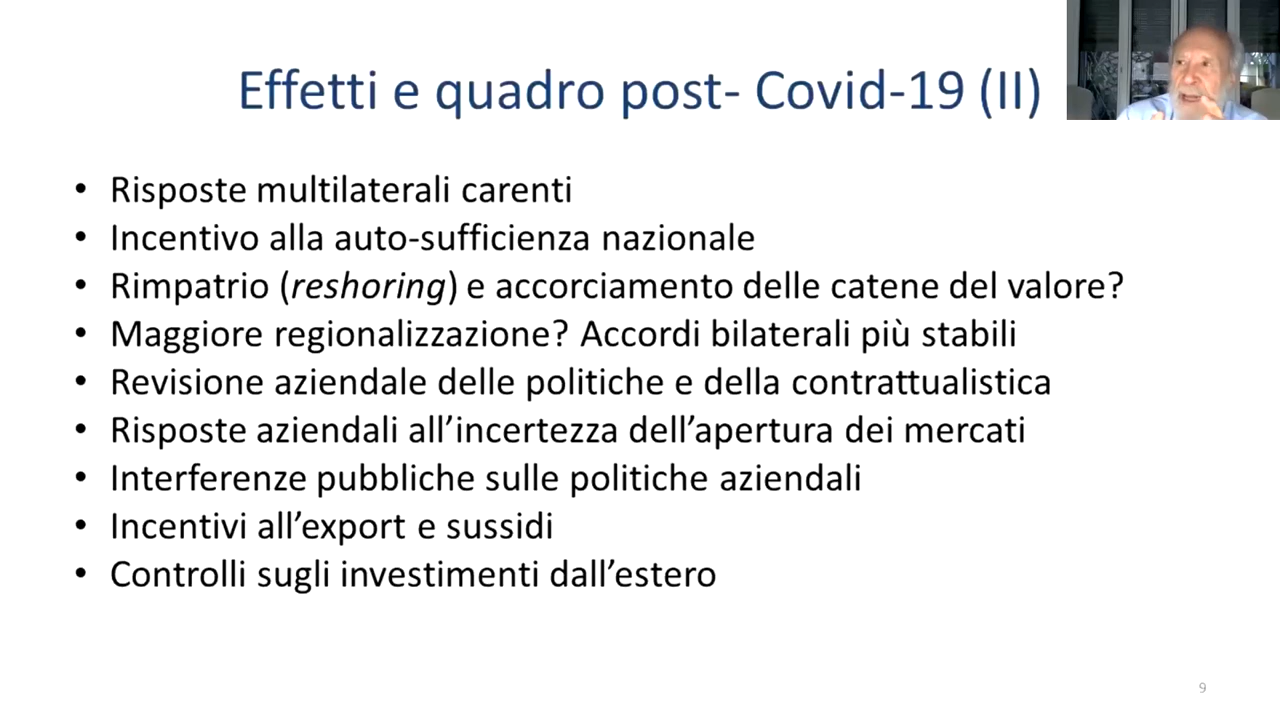 Effetti e quadro post- Covid-19 (II)
• Risposte multilaterali carenti
• Incentivo alla auto-sufficienza nazionale
• Rimpatrio (reshoring) e accorciamento delle catene del valore?
• Maggiore regionalizzazione? Accordi bilaterali più stabili
• Revisione aziendale delle politiche e della contrattualistica
• Risposte aziendali all’incertezza dell’apertura dei mercati
• Interferenze pubbliche sulle politiche aziendali
• Incentivi all’export e sussidi
• Controlli sugli investimenti dall’estero
9